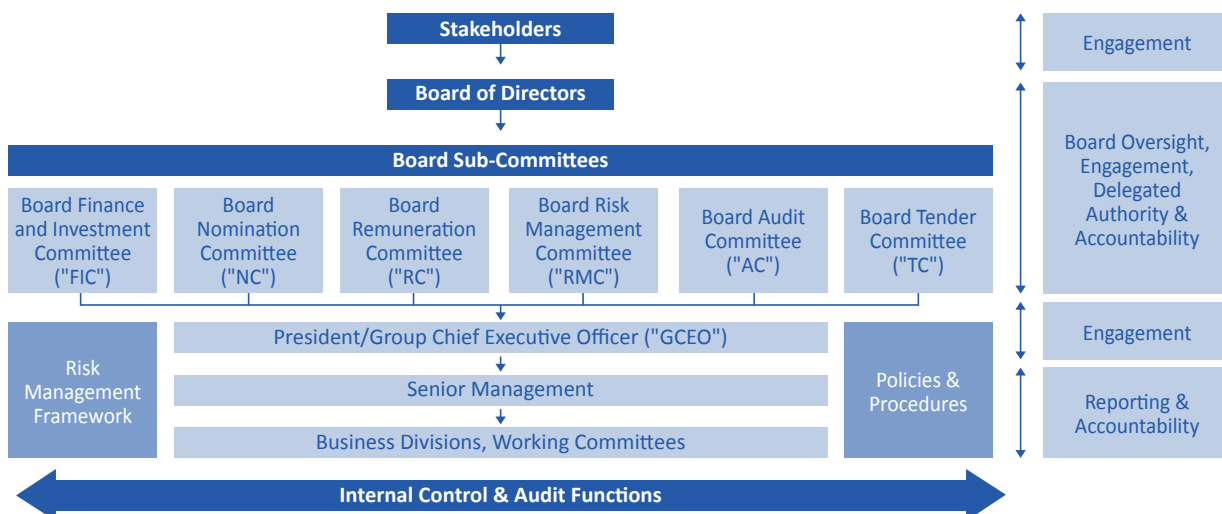 Stakeholders
Engagement
Board of Directors
Board Sub-Committees
Board Finance
and Investment
Committee
("FIC")
Board
Nomination
Committee
("NC")
Board
Remuneration
Committee
("RC")
Board Risk
Management
Committee
("RMC")
Board Audit
Committee
("AC")
Board Tender
Committee
("TC")
Board Oversight,
Engagement,
Delegated
Authority &
Accountability
Risk
Management
Framework
President/Group Chief Executive Officer ("GCEO")
Senior Management
Business Divisions, Working Committees
Policies &
Procedures
Engagement
Reporting &
Accountability
Internal Control & Audit Functions